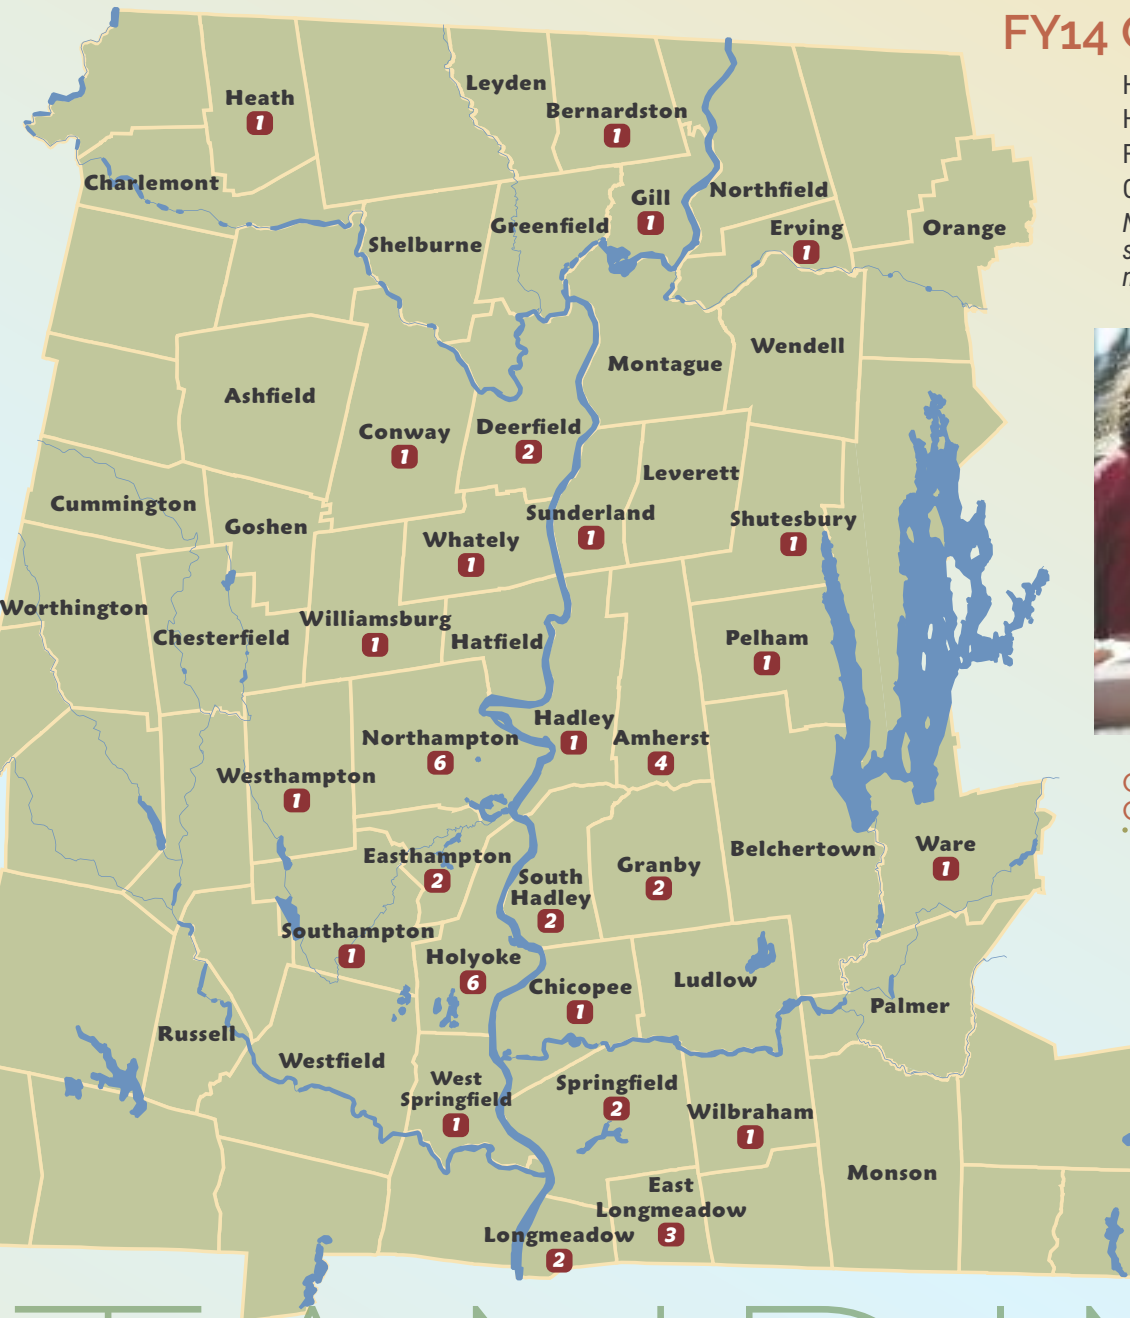 FY14
Leyden
Heath
1
Bernardston
1
Charlemont
Gill
1
Northfield
Greenfield
Erving
1
Orange
Shelburne
Wendell
Montague
Ashfield
Conway
1
Deerfield
2
Leverett
Cummington
Goshen
Sunderland
1
Shutesbury
1
Whately
1
Worthington
Chesterfield
Williamsburg
1
Hatfield
Pelham
1
Hadley
1
Northampton
6
Amherst
4
Westhampton
1
Belchertown
Ware
1
Easthampton
2
South
Hadley
2
Granby
2
Southampton
1
Holyoke
6
Chicopee
1
Ludlow
Palmer
Russell
Westfield
West
Springfield
1
Springfield
2
Wilbraham
1
Monson
East
Longmeadow
3
Longmeadow
2